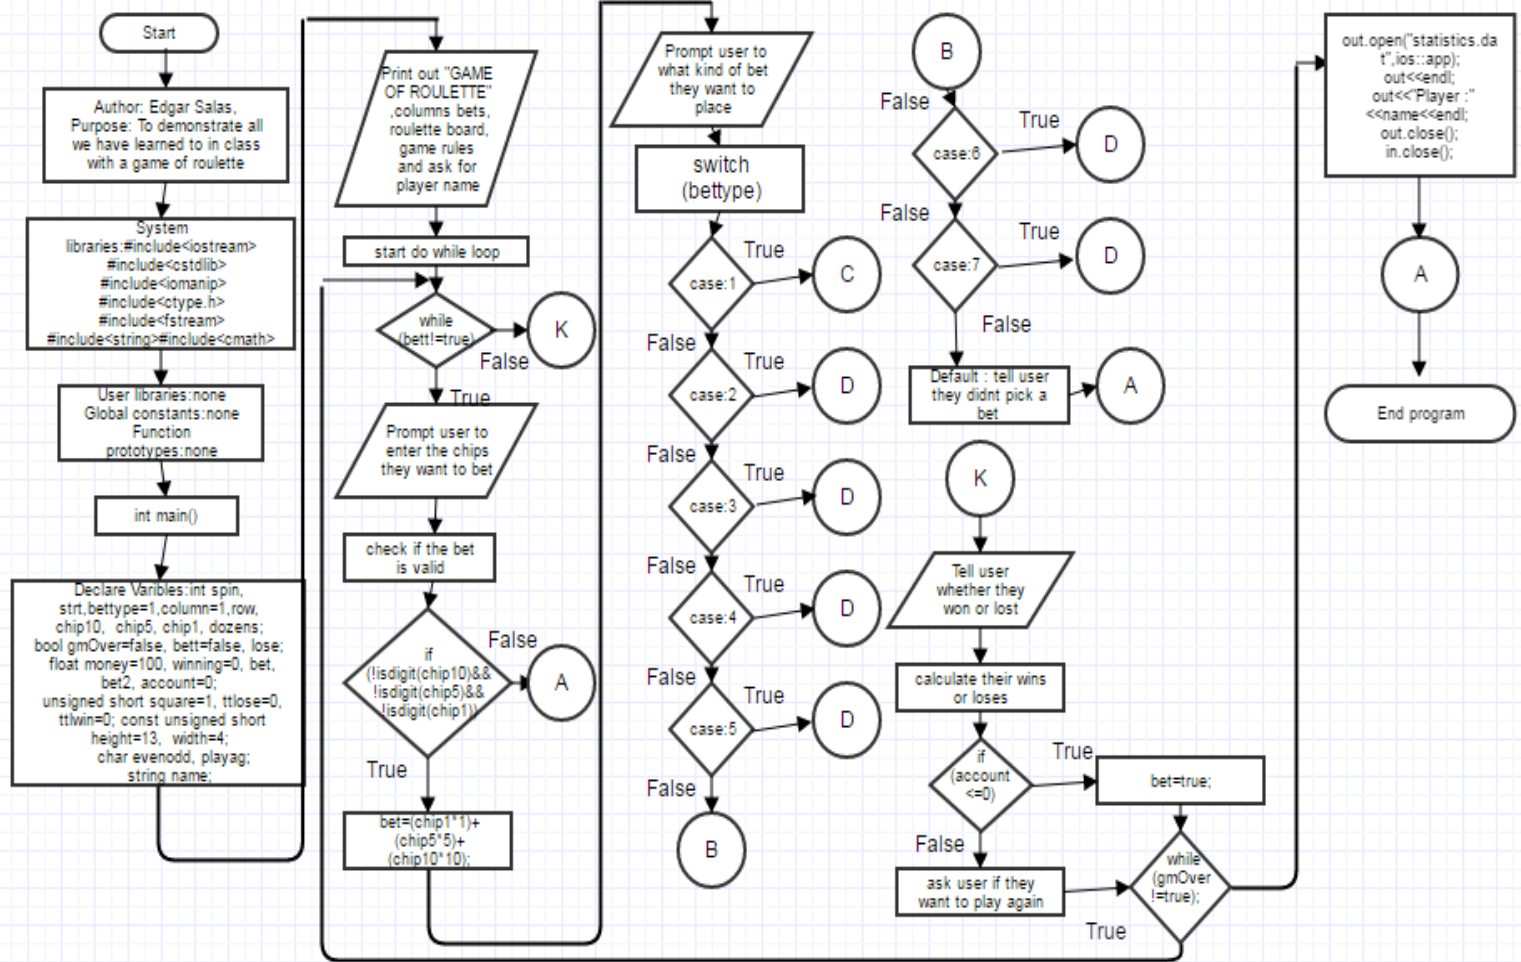 Start
Author: Edgar Salas,
Purpose: To demonstrate all
we have learned to in class
with a game of roulette
System
libraries:#include<iostream>
#include<cstdlib>
#include<iomanip>
#include<ctype.h>
#include<fstream>
#include<string>#include<cmath>
User libraries:none
Global constants:none
Function
prototypes:none
int main()
Declare Varibles:int spin,
strt,bettype=1,column=1,row,
chip10, chip5, chip1, dozens;
bool gmOver=false, bett=false, lose;
float money=100, winning=0, bet,
bet2, account=0;
unsigned short square=1, ttlose=0,
ttlwin=0; const unsigned short
height=13, width=4;
char evenodd, playag;
string name;
Print out "GAME
OF ROULETTE"
,columns bets,
roulette board,
game rules
and ask for
player name
start do while loop
while
(bett!=true)
K
False
True
Prompt user to
enter the chips
they want to bet
check if the bet
is valid
if
(!isdigit(chip10)&&
!isdigit(chip5)&&
!isdigit(chip1))
False
A
True
bet=(chip1*1)+
(chip5*5)+
(chip10*10);
Prompt user to
what kind of bet
they want to
place
switch
(bettype)
case:1
True
C
False
case:2
True
D
False
case:3
True
D
False
case:4
True
D
False
case:5
True
D
False
B
B
False
case:6
True
D
False
case:7
True
D
False
Default : tell user
they didnt pick a
bet
A
K
Tell user
whether they
won or lost
calculate their wins
or loses
if
(account
<=0)
True
bet=true;
False
ask user if they
want to play again
while
(gmOver
!=true);
True
out.open("statistics.da
t",ios::app);
out<<endl;
out<<"Player :"
<<name<<endl;
out.close();
in.close();
A
End program